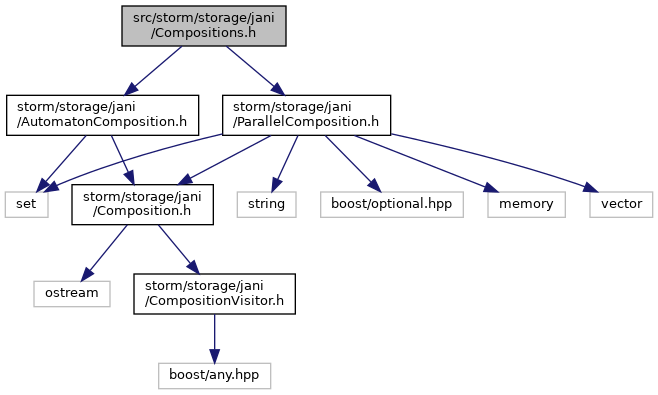 src/storm/storage/jani
/Compositions.h
storm/storage/jani
/AutomatonComposition.h
storm/storage/jani
/ParallelComposition.h
set
storm/storage/jani
/Composition.h
string
boost/optional.hpp
memory
vector
ostream
storm/storage/jani
/CompositionVisitor.h
boost/any.hpp